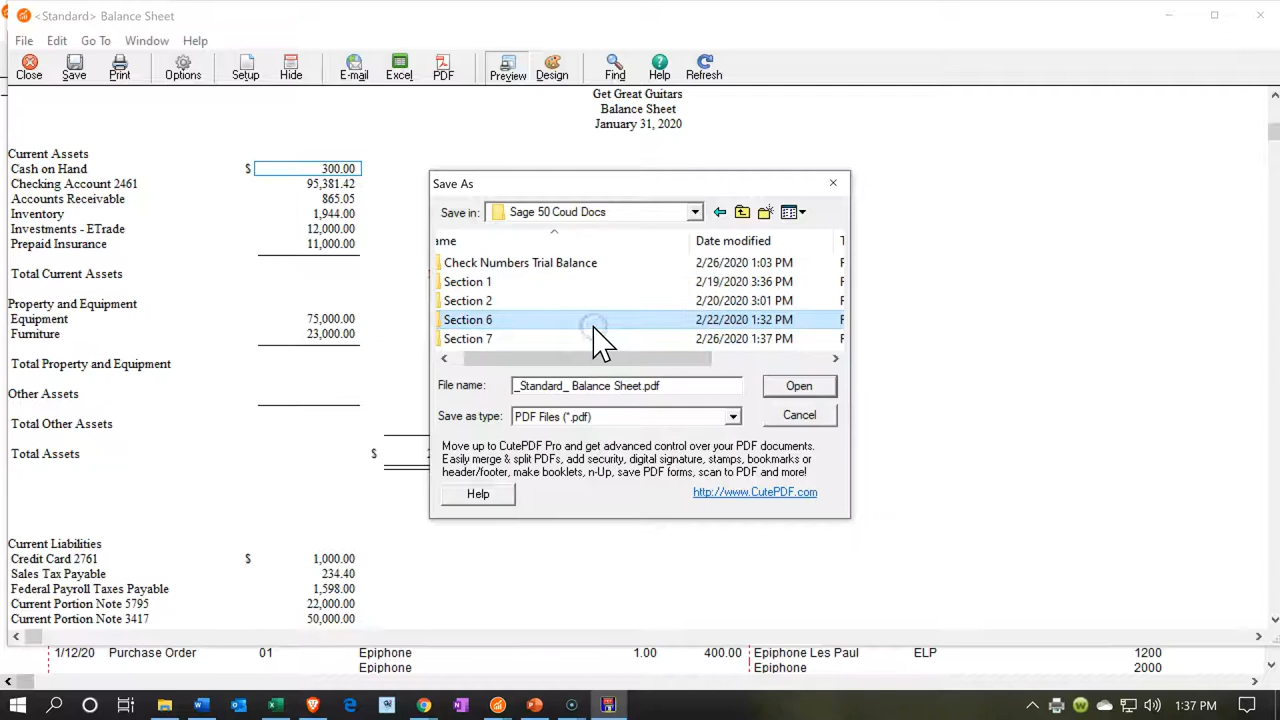 <Standard> Balance Sheet
File Edit Go To Window Help
Close Save Print Options Setup Hide E-mail Excel PDF Preview Design Find Help Refresh
Get Great Guitars
Balance Sheet
January 31, 2020
Current Assets
Cash on Hand $ 300.00
Checking Account 2461 95,381.42
Accounts Receivable 865.05
Inventory 1,944.00
Investments - ETrade 12,000.00
Prepaid Insurance 11,000.00
Total Current Assets
Property and Equipment
Equipment 75,000.00
Furniture 23,000.00
Total Property and Equipment
Other Assets
Total Other Assets
Total Assets $ 2
Current Liabilities
Credit Card 2761 $ 1,000.00
Sales Tax Payable 234.40
Federal Payroll Taxes Payable 1,598.00
Current Portion Note 5795 22,000.00
Current Portion Note 3417 50,000.00
Save As
Save in: Sage 50 Coud Docs
ame Date modified T
Check Numbers Trial Balance 2/26/2020 1:03 PM F
Section 1 2/19/2020 3:36 PM F
Section 2 2/20/2020 3:01 PM F
Section 6 2/22/2020 1:32 PM F
Section 7 2/26/2020 1:37 PM F
File name: _Standard_ Balance Sheet.pdf Open
Save as type: PDF Files (*.pdf) Cancel
Move up to CutePDF Pro and get advanced control over your PDF documents.
Easily merge & split PDFs, add security, digital signature, stamps, bookmarks or
header/footer, make booklets, n-Up, save PDF forms, scan to PDF and more!
Help http://www.CutePDF.com
1/12/20 Purchase Order 01 Epiphone 1.00 400.00 Epiphone Les Paul ELP 1200
Epiphone Epiphone 2000
1:37 PM